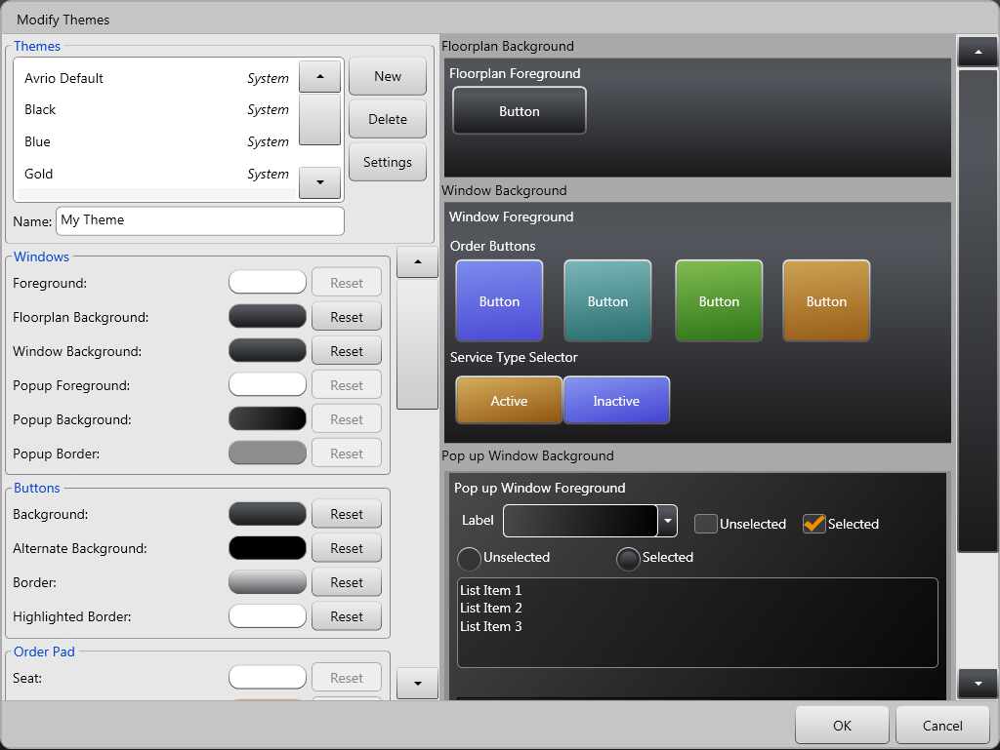 Modify Themes
Themes
Avrio Default System
Black System
Blue System
Gold System
New
Delete
Settings
Name: My Theme
Windows
Foreground: Reset
Floorplan Background: Reset
Window Background: Reset
Popup Foreground: Reset
Popup Background: Reset
Popup Border: Reset
Buttons
Background: Reset
Alternate Background: Reset
Border: Reset
Highlighted Border: Reset
Order Pad
Seat: Reset
Floorplan Background
Floorplan Foreground
Button
Window Background
Window Foreground
Order Buttons
Button Button Button Button
Service Type Selector
Active Inactive
Pop up Window Background
Pop up Window Foreground
Label Unselected Selected
Unselected Selected
List Item 1
List Item 2
List Item 3
OK Cancel